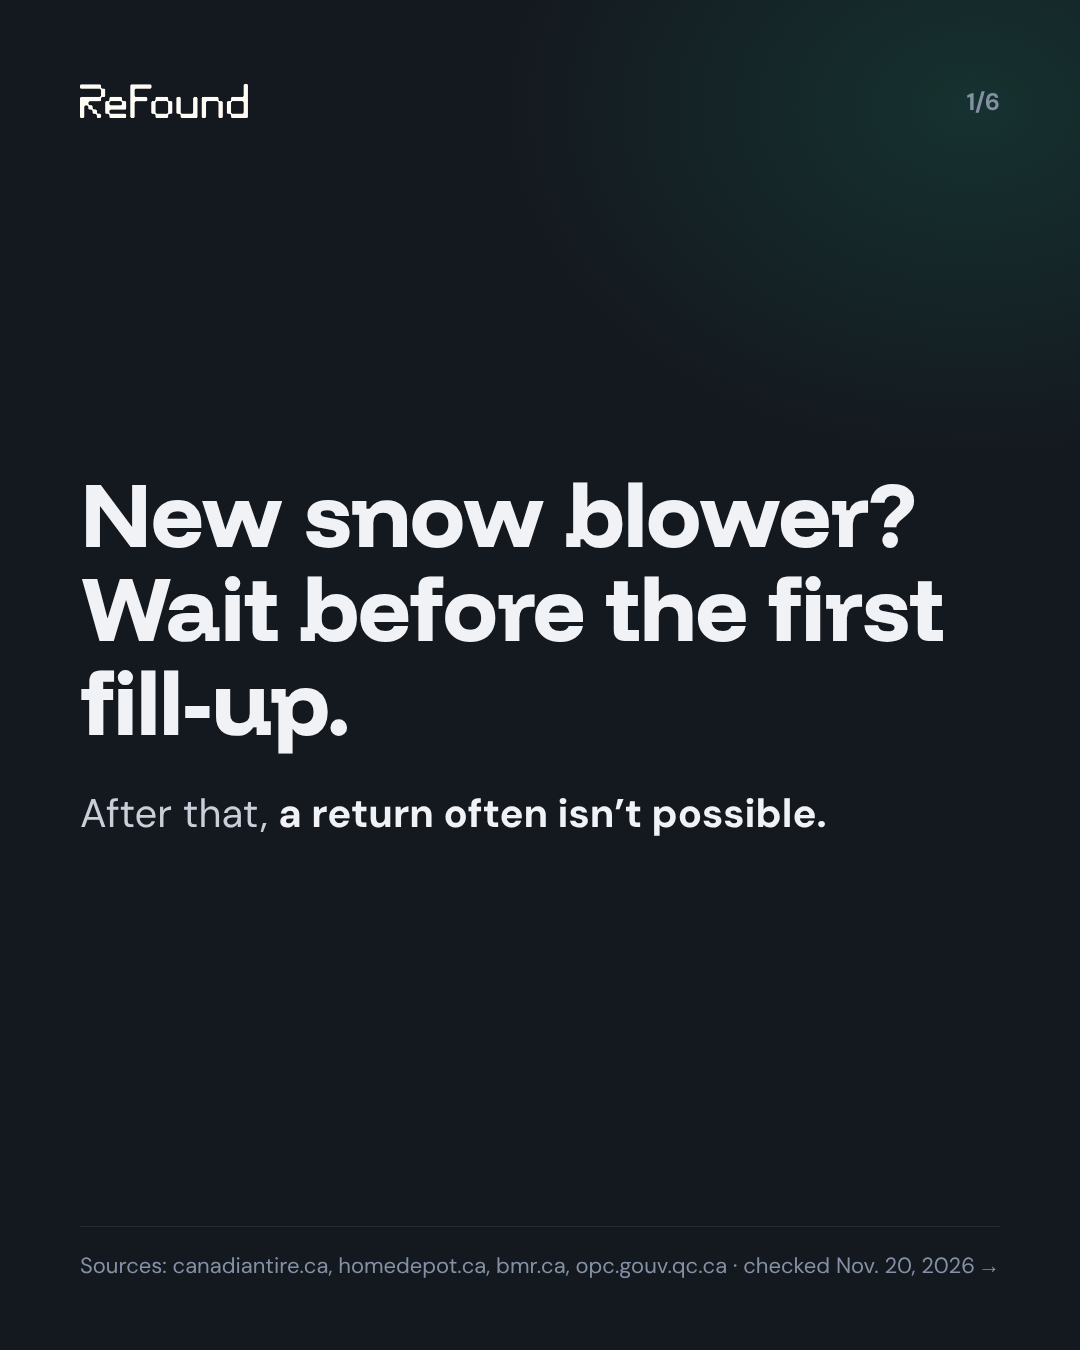 ReFound
1/6
New snow blower?
Wait before the first
fill-up.
After that, a return often isn’t possible.
Sources: canadiantire.ca, homedepot.ca, bmr.ca, opc.gouv.qc.ca · checked Nov. 20, 2026 →